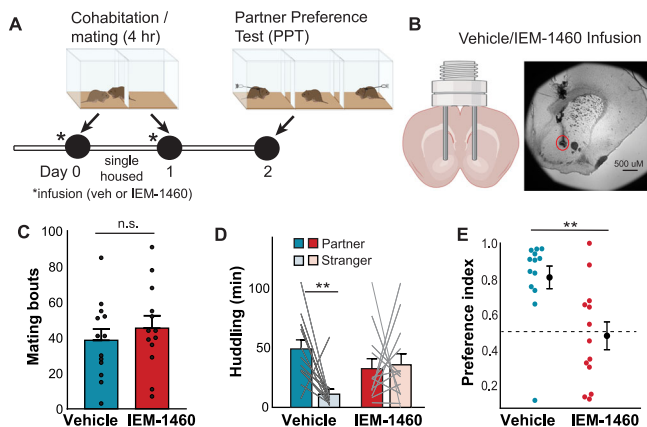 A
Cohabitation /
mating (4 hr)
Partner Preference
Test (PPT)
*
*
Day 0
single
housed
1
2
*infusion (veh or IEM-1460)
B
Vehicle/IEM-1460 Infusion
500 uM
C
n.s.
Mating bouts
100
80
60
40
20
0
Vehicle
IEM-1460
D
Partner
Stranger
**
Huddling (min)
100
50
0
Vehicle
IEM-1460
E
**
Preference index
1.0
0.8
0.6
0.4
0.2
Vehicle
IEM-1460